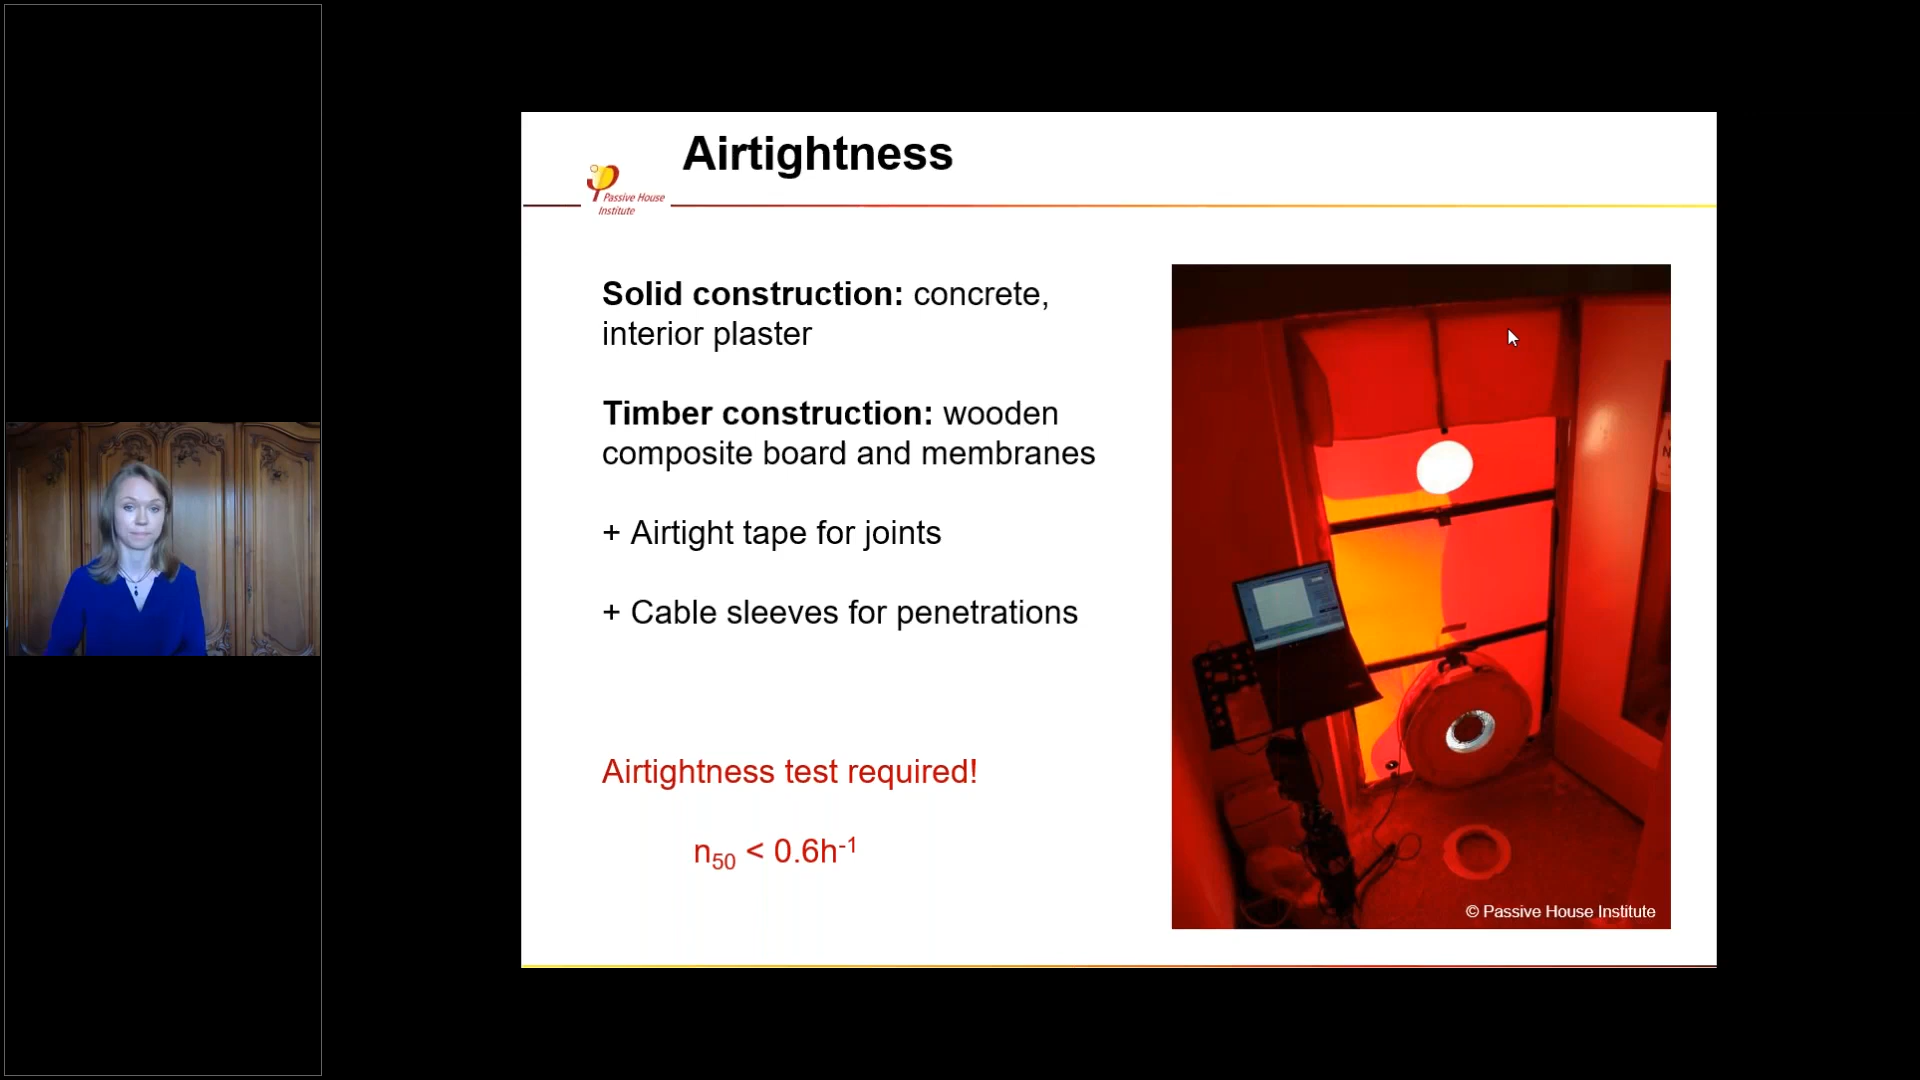 Airtightness
Passive House
Institute
Solid construction: concrete,
interior plaster
Timber construction: wooden
composite board and membranes
+ Airtight tape for joints
+ Cable sleeves for penetrations
Airtightness test required!
n₅₀ < 0.6h⁻¹
© Passive House Institute